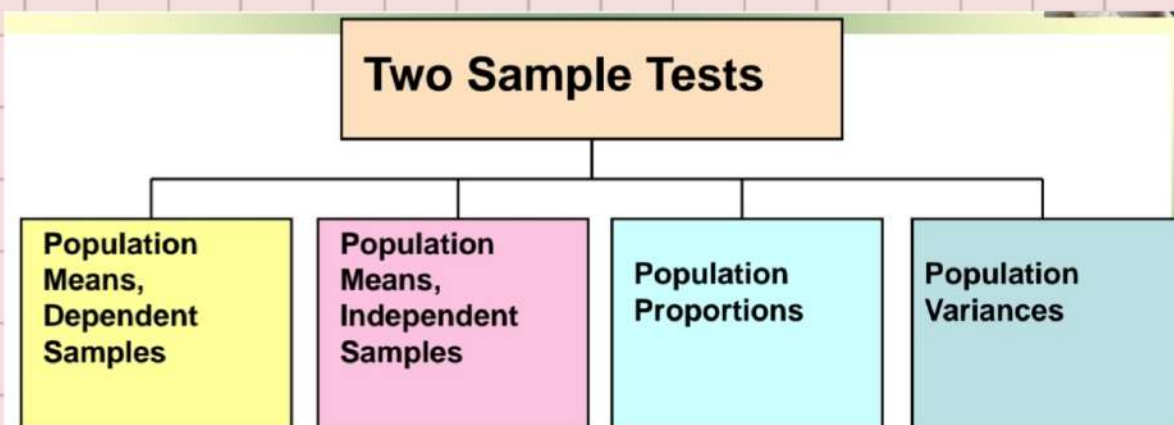 Two Sample Tests
Population
Means,
Dependent
Samples
Population
Means,
Independent
Samples
Population
Proportions
Population
Variances